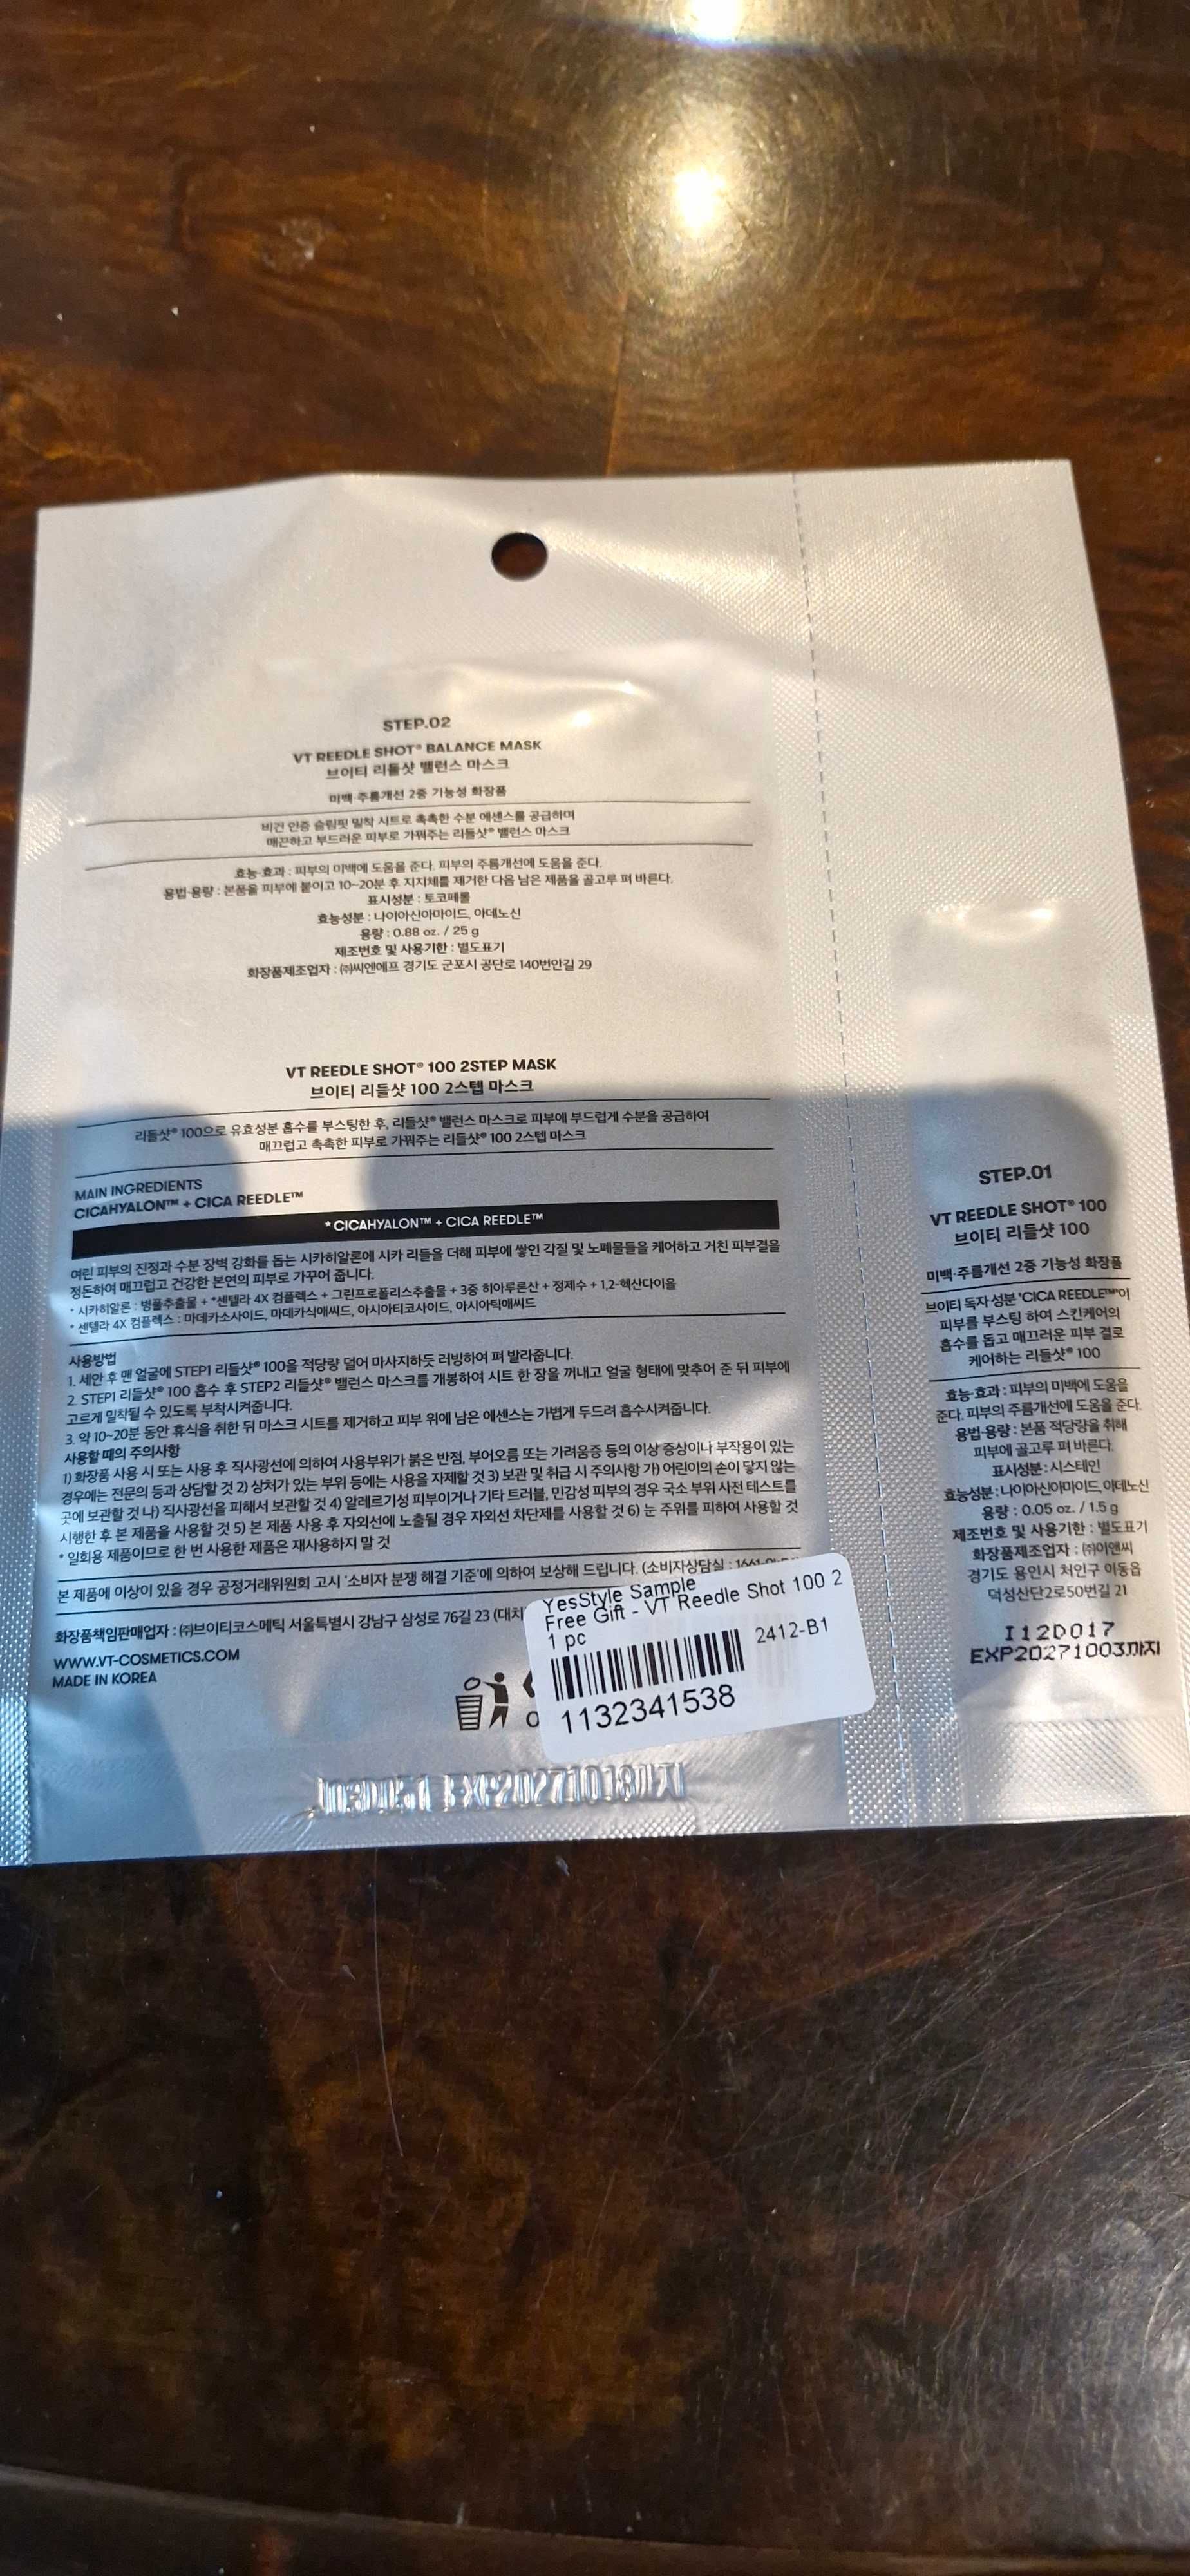 STEP.02
VT REEDLE SHOT® BALANCE MASK
브이티 리들샷 밸런스 마스크
미백·주름개선 2중 기능성 화장품
비건 인증 슬림핏 밀착 시트로 촉촉한 수분 에센스를 공급하며
매끈하고 부드러운 피부로 가꿔주는 리들샷® 밸런스 마스크
효능·효과 : 피부의 미백에 도움을 준다. 피부의 주름개선에 도움을 준다.
용법·용량 : 본품을 피부에 붙이고 10~20분 후 지지체를 제거한 다음 남은 제품을 골고루 펴 바른다.
표시성분 : 토코페롤
효능성분 : 나이아신아마이드, 아데노신
용량 : 0.88 oz. / 25 g
제조번호 및 사용기한 : 별도표기
화장품제조업자 : ㈜씨엔에프 경기도 군포시 공단로 140번안길 29
VT REEDLE SHOT® 100 2STEP MASK
브이티 리들샷 100 2스텝 마스크
리들샷® 100으로 유효성분 흡수를 부스팅한 후, 리들샷® 밸런스 마스크로 피부에 부드럽게 수분을 공급하여
매끄럽고 촉촉한 피부로 가꿔주는 리들샷® 100 2스텝 마스크
MAIN INGREDIENTS
CICAHYALON™ + CICA REEDLE™
* CICAHYALON™ + CICA REEDLE™
여린 피부의 진정과 수분 장벽 강화를 돕는 시카히알론에 시카 리들을 더해 피부에 쌓인 각질 및 노폐물들을 케어하고 거친 피부결을
정돈하여 매끄럽고 건강한 본연의 피부로 가꾸어 줍니다.
* 시카히알론 : 병풀추출물 + *센텔라 4X 컴플렉스 + 그린프로폴리스추출물 + 3중 히아루론산 + 정제수 + 1,2-헥산다이올
* 센텔라 4X 컴플렉스 : 마데카소사이드, 마데카식애씨드, 아시아티코사이드, 아시아틱애씨드
사용방법
1. 세안 후 맨 얼굴에 STEP1 리들샷® 100을 적당량 덜어 마사지하듯 러빙하여 펴 발라줍니다.
2. STEP1 리들샷® 100 흡수 후 STEP2 리들샷® 밸런스 마스크를 개봉하여 시트 한 장을 꺼내고 얼굴 형태에 맞추어 준 뒤 피부에
고르게 밀착될 수 있도록 부착시켜줍니다.
3. 약 10~20분 동안 휴식을 취한 뒤 마스크 시트를 제거하고 피부 위에 남은 에센스는 가볍게 두드려 흡수시켜줍니다.
사용할 때의 주의사항
1) 화장품 사용 시 또는 사용 후 직사광선에 의하여 사용부위가 붉은 반점, 부어오름 또는 가려움증 등의 이상 증상이나 부작용이 있는
경우에는 전문의 등과 상담할 것 2) 상처가 있는 부위 등에는 사용을 자제할 것 3) 보관 및 취급 시 주의사항 가) 어린이의 손이 닿지 않는
곳에 보관할 것 나) 직사광선을 피해서 보관할 것 4) 알레르기성 피부이거나 기타 트러블, 민감성 피부의 경우 국소 부위 사전 테스트를
시행한 후 본 제품을 사용할 것 5) 본 제품 사용 후 자외선에 노출될 경우 자외선 차단제를 사용할 것 6) 눈 주위를 피하여 사용할 것
* 일회용 제품이므로 한 번 사용한 제품은 재사용하지 말 것
본 제품에 이상이 있을 경우 공정거래위원회 고시 '소비자 분쟁 해결 기준'에 의하여 보상해 드립니다. (소비자상담실 :
화장품책임판매업자 : ㈜브이티코스메틱 서울특별시 강남구 삼성로 76길 23 (대치
WWW.VT-COSMETICS.COM
MADE IN KOREA
YesStyle Sample
Free Gift - VT Reedle Shot 100 2
1 pc
2412-B1
1132341538
EXP20271018까지
STEP.01
VT REEDLE SHOT® 100
브이티 리들샷 100
미백·주름개선 2중 기능성 화장품
브이티 독자 성분 'CICA REEDLE™'이
피부를 부스팅 하여 스킨케어의
흡수를 돕고 매끄러운 피부 결로
케어하는 리들샷® 100
효능·효과 : 피부의 미백에 도움을
준다. 피부의 주름개선에 도움을 준다.
용법·용량 : 본품 적당량을 취해
피부에 골고루 펴 바른다.
표시성분 : 시스테인
효능성분 : 나이아신아마이드, 아데노신
용량 : 0.05 oz. / 1.5 g
제조번호 및 사용기한 : 별도표기
화장품제조업자 : ㈜이앤씨
경기도 용인시 처인구 이동읍
덕성산단2로50번길 21
I12D017
EXP20271003까지